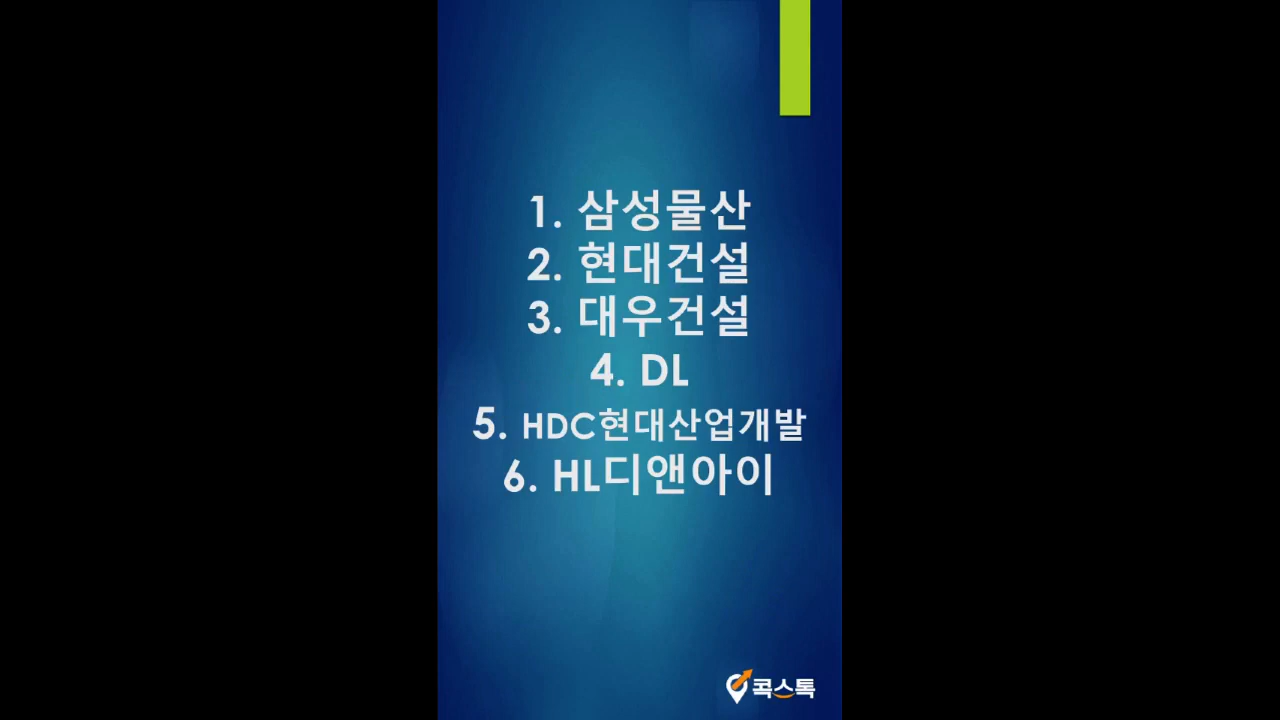 1. 삼성물산
2. 현대건설
3. 대우건설
4. DL
5. HDC현대산업개발
6. HL디앤아이
콕스톡